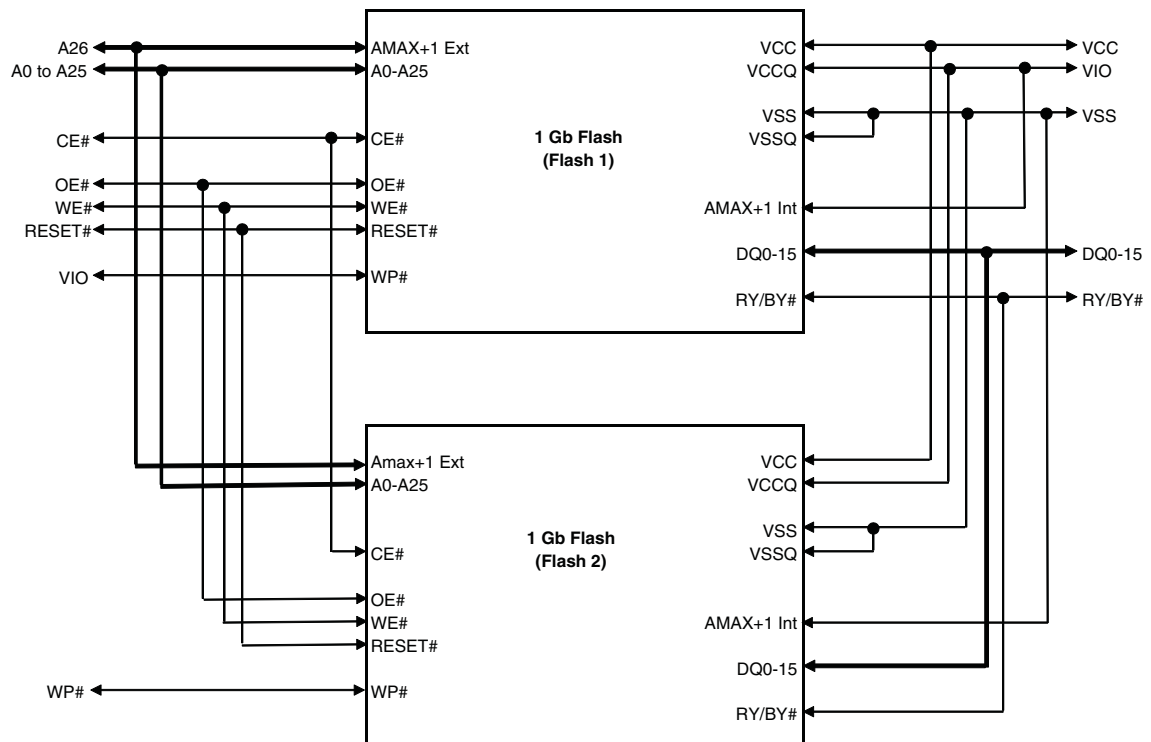 A26
AMAX+1 Ext
VCC
VCC
A0 to A25
A0-A25
VCCQ
VIO
VSS
VSS
CE#
CE#
1 Gb Flash
(Flash 1)
VSSQ
OE#
OE#
WE#
WE#
AMAX+1 Int
RESET#
RESET#
DQ0-15
DQ0-15
VIO
WP#
RY/BY#
RY/BY#
Amax+1 Ext
VCC
A0-A25
VCCQ
1 Gb Flash
(Flash 2)
VSS
CE#
VSSQ
OE#
WE#
AMAX+1 Int
RESET#
DQ0-15
WP#
WP#
RY/BY#